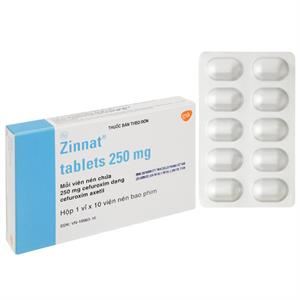 THUỐC BÁN THEO ĐƠN
gsk
Zinnat®
tablets 250 mg
Mỗi viên nén chứa
250 mg cefuroxim dạng
cefuroxim axetil
Hộp 1 vỉ x 10 viên nén bao phim